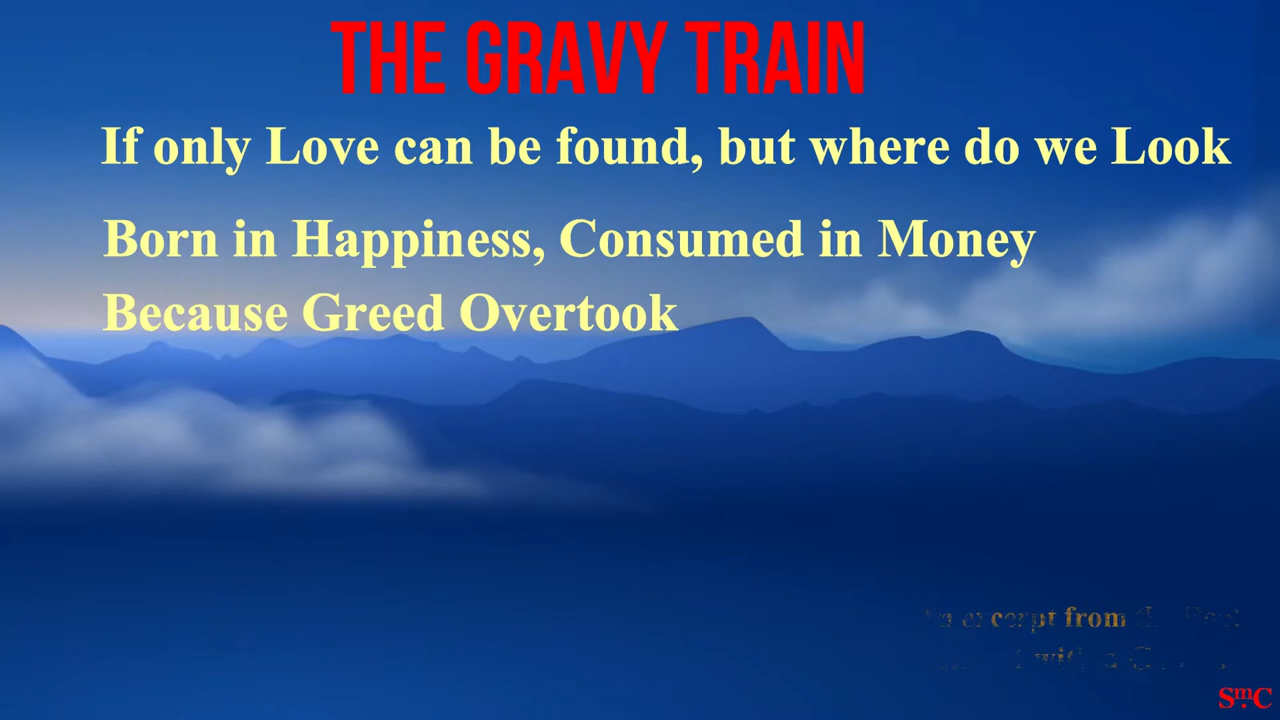 THE GRAVY TRAIN
If only Love can be found, but where do we Look
Born in Happiness, Consumed in Money
Because Greed Overtook
excerpt from
SmC